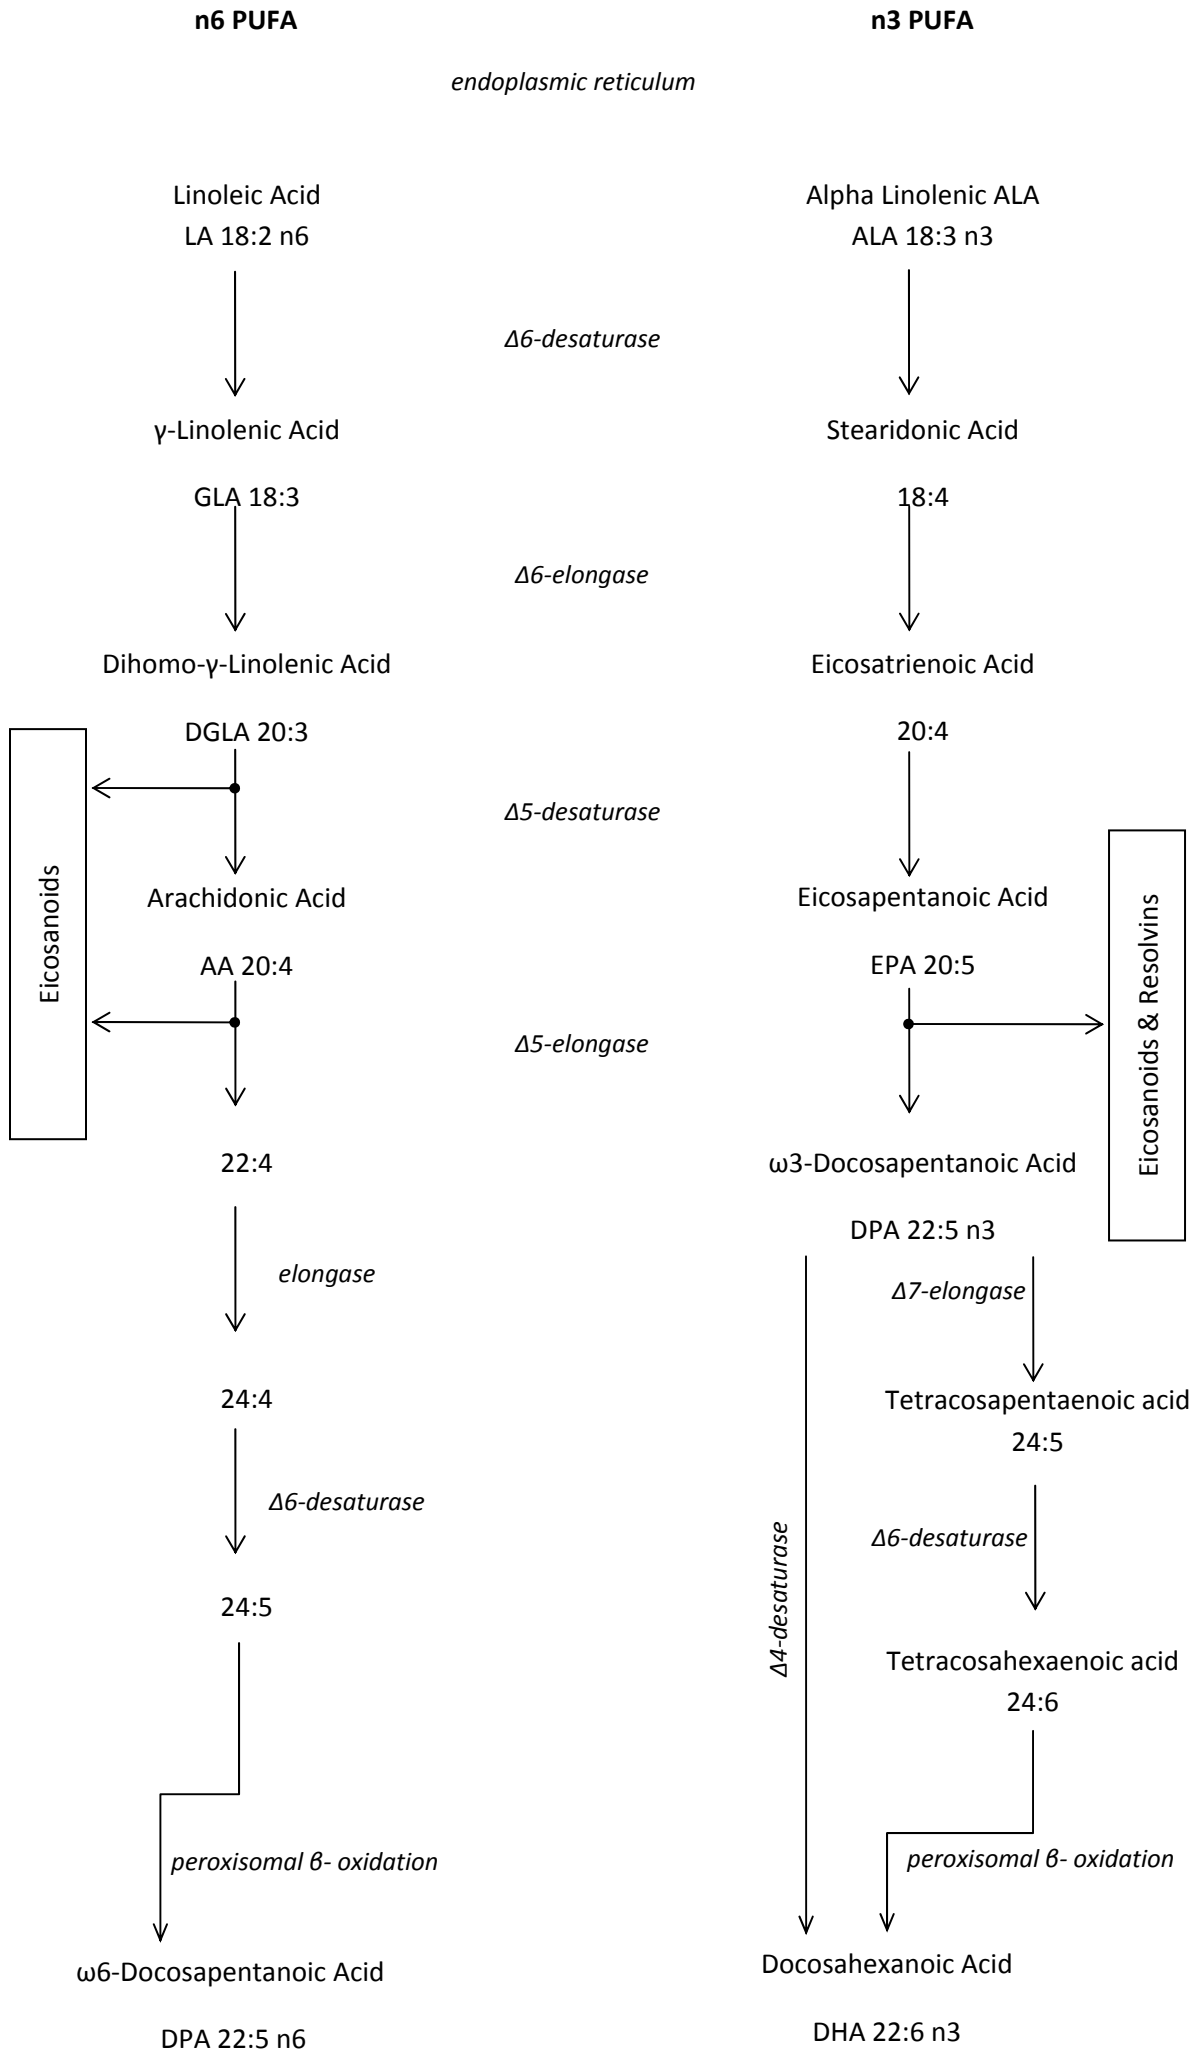 n6 PUFA
n3 PUFA
endoplasmic reticulum
Linoleic Acid
LA 18:2 n6
Alpha Linolenic ALA
ALA 18:3 n3
Δ6-desaturase
γ-Linolenic Acid
GLA 18:3
Stearidonic Acid
18:4
Δ6-elongase
Dihomo-γ-Linolenic Acid
DGLA 20:3
Eicosatrienoic Acid
20:4
Eicosanoids
Δ5-desaturase
Arachidonic Acid
AA 20:4
Eicosapentanoic Acid
EPA 20:5
Eicosanoids & Resolvins
Δ5-elongase
22:4
ω3-Docosapentanoic Acid
DPA 22:5 n3
elongase
Δ7-elongase
24:4
Tetracosapentaenoic acid
24:5
Δ6-desaturase
Δ4-desaturase
Δ6-desaturase
24:5
Tetracosahexaenoic acid
24:6
peroxisomal β- oxidation
peroxisomal β- oxidation
ω6-Docosapentanoic Acid
DPA 22:5 n6
Docosahexanoic Acid
DHA 22:6 n3